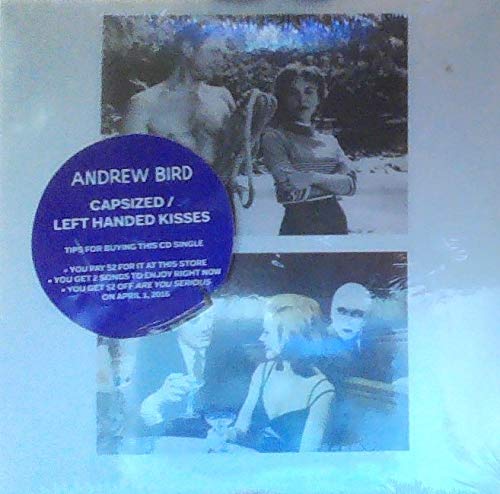 ANDREW BIRD
CAPSIZED /
LEFT HANDED KISSES
TIPS FOR BUYING THIS CD SINGLE
• YOU PAY $2 FOR IT AT THIS STORE
• YOU GET 2 SONGS TO ENJOY RIGHT NOW
• YOU GET $2 OFF ARE YOU SERIOUS
ON APRIL 1, 2016